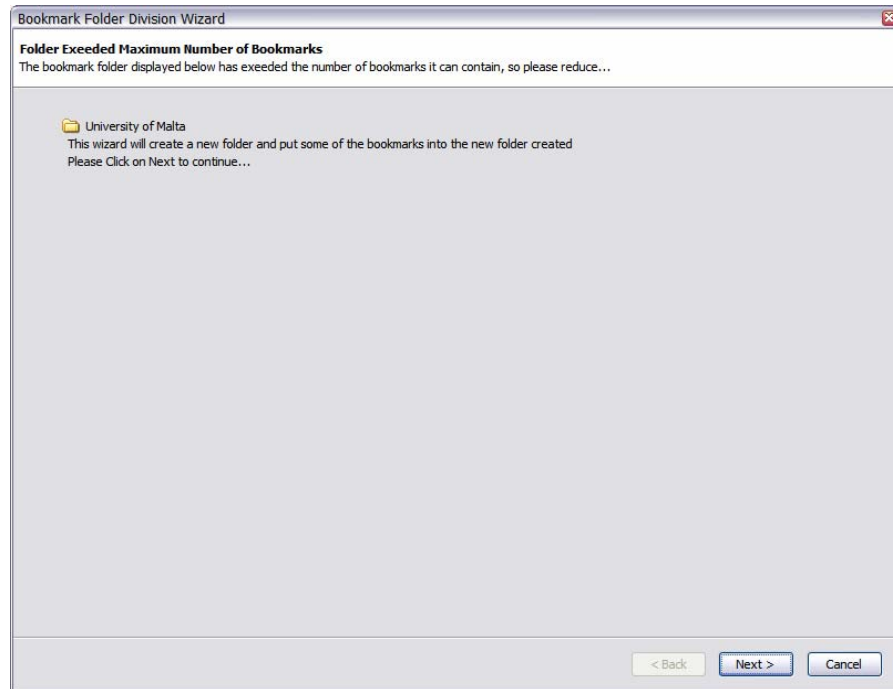 Bookmark Folder Division Wizard
Folder Exeeded Maximum Number of Bookmarks
The bookmark folder displayed below has exeeded the number of bookmarks it can contain, so please reduce...
University of Malta
This wizard will create a new folder and put some of the bookmarks into the new folder created
Please Click on Next to continue...
< Back Next > Cancel